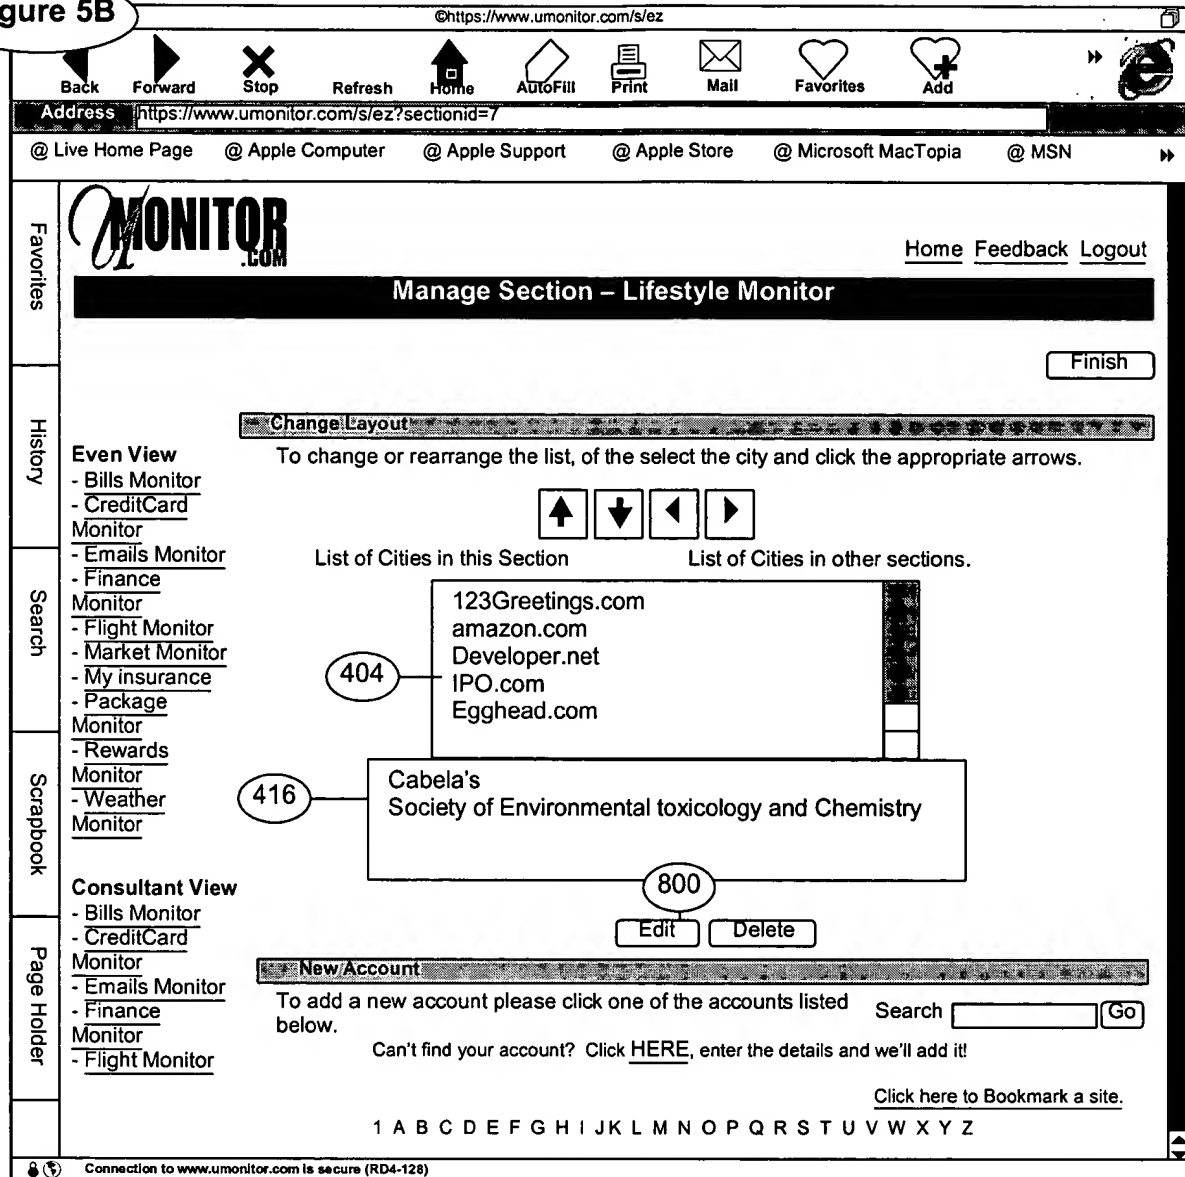 gure 5B
©https://www.umonitor.com/s/ez
Back Forward Stop Refresh Home AutoFill Print Mail Favorites Add
Address https://www.umonitor.com/s/ez?sectionid=7
@ Live Home Page @ Apple Computer @ Apple Support @ Apple Store @ Microsoft MacTopia @ MSN
UMONITOR
.COM
Home Feedback Logout
Manage Section – Lifestyle Monitor
Finish
Favorites
History
Search
Scrapbook
Page Holder
Even View
- Bills Monitor
- CreditCard
Monitor
- Emails Monitor
- Finance
Monitor
- Flight Monitor
- Market Monitor
- My insurance
- Package
Monitor
- Rewards
Monitor
- Weather
Monitor
Consultant View
- Bills Monitor
- CreditCard
Monitor
- Emails Monitor
- Finance
Monitor
- Flight Monitor
Change Layout
To change or rearrange the list, of the select the city and click the appropriate arrows.
List of Cities in this Section List of Cities in other sections.
123Greetings.com
amazon.com
Developer.net
IPO.com
Egghead.com
404
Cabela's
Society of Environmental toxicology and Chemistry
416
800
Edit Delete
New Account
To add a new account please click one of the accounts listed
below.
Search Go
Can't find your account? Click HERE, enter the details and we'll add it!
Click here to Bookmark a site.
1 A B C D E F G H I J K L M N O P Q R S T U V W X Y Z
Connection to www.umonitor.com is secure (RD4-128)